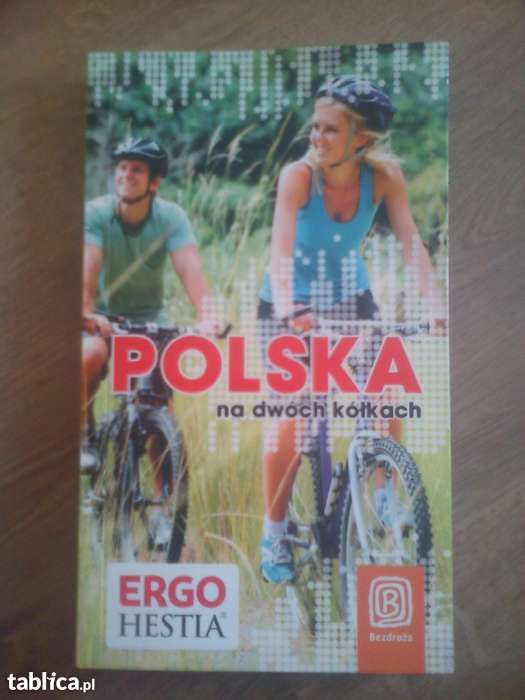 POLSKA
na dwóch kółkach
ERGO
HESTIA®
B
Bezdroża
tablica.pl